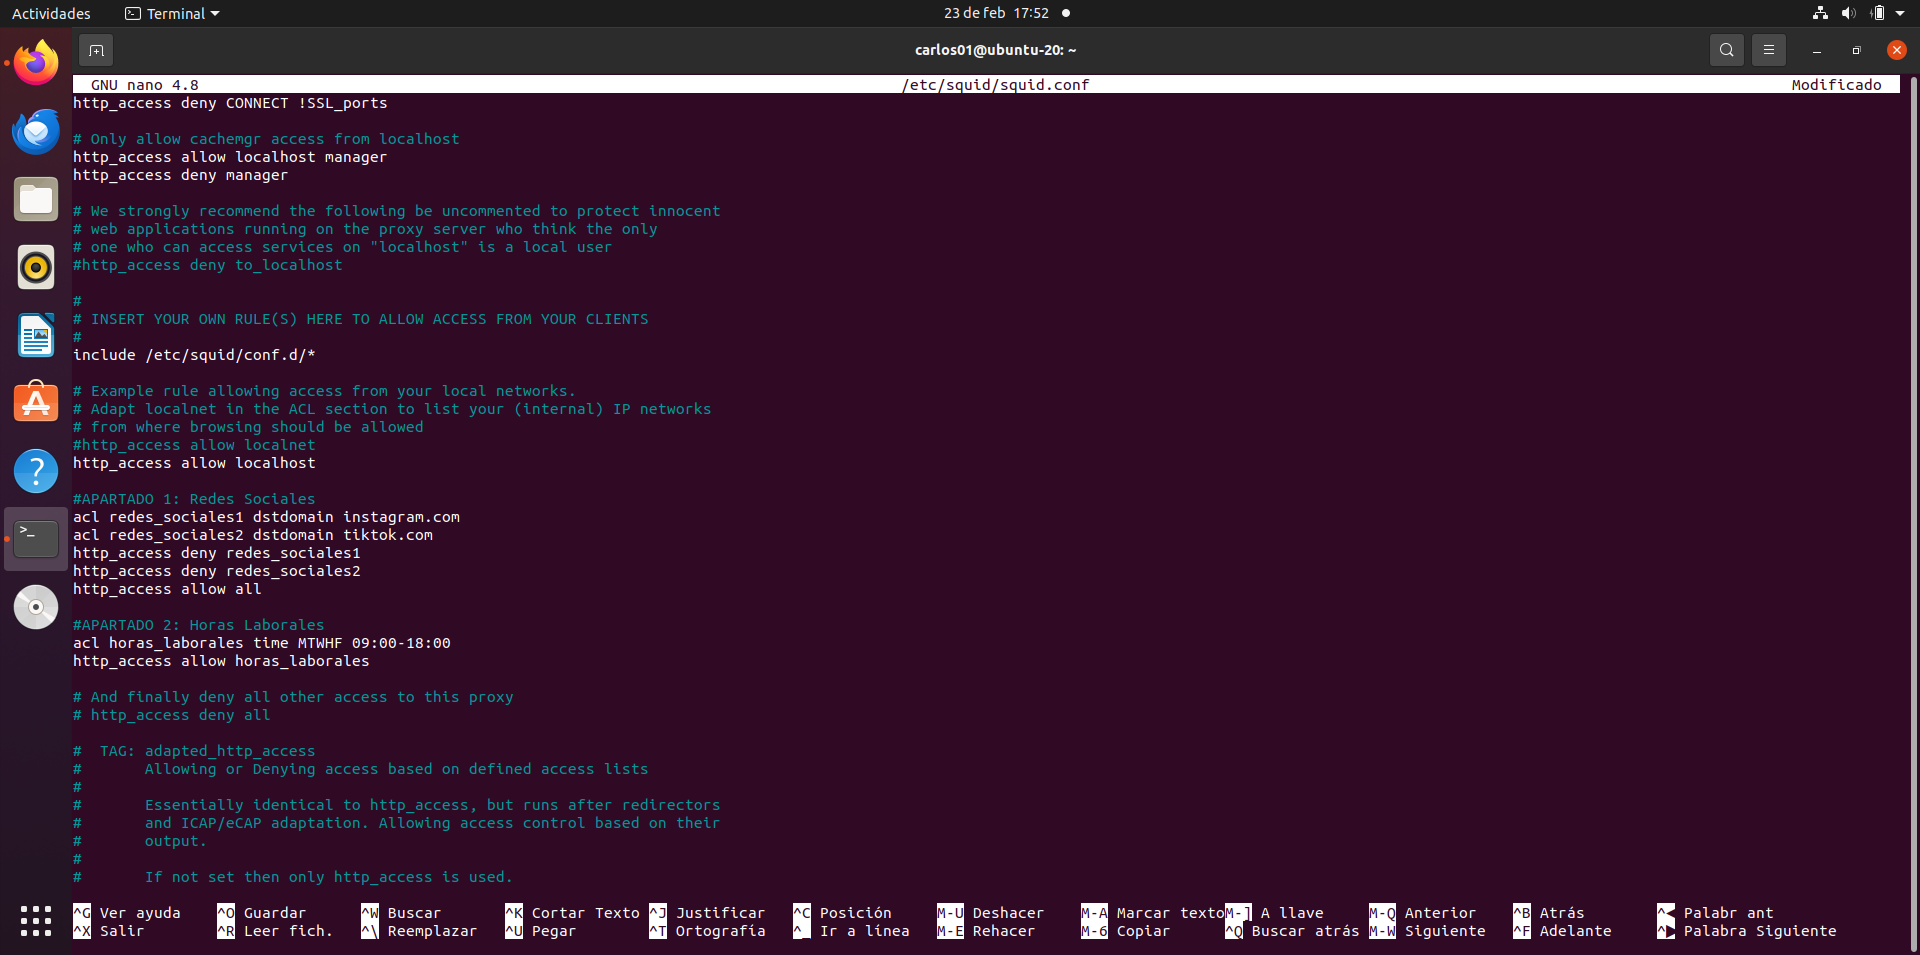 Actividades
Terminal
23 de feb 17:52
carlos01@ubuntu-20: ~
GNU nano 4.8 /etc/squid/squid.conf Modificado
http_access deny CONNECT !SSL_ports
# Only allow cachemgr access from localhost
http_access allow localhost manager
http_access deny manager
# We strongly recommend the following be uncommented to protect innocent
# web applications running on the proxy server who think the only
# one who can access services on "localhost" is a local user
#http_access deny to_localhost
#
# INSERT YOUR OWN RULE(S) HERE TO ALLOW ACCESS FROM YOUR CLIENTS
#
include /etc/squid/conf.d/*
# Example rule allowing access from your local networks.
# Adapt localnet in the ACL section to list your (internal) IP networks
# from where browsing should be allowed
#http_access allow localnet
http_access allow localhost
#APARTADO 1: Redes Sociales
acl redes_sociales1 dstdomain instagram.com
acl redes_sociales2 dstdomain tiktok.com
http_access deny redes_sociales1
http_access deny redes_sociales2
http_access allow all
#APARTADO 2: Horas Laborales
acl horas_laborales time MTWHF 09:00-18:00
http_access allow horas_laborales
# And finally deny all other access to this proxy
# http_access deny all
#  TAG: adapted_http_access
#       Allowing or Denying access based on defined access lists
#
#       Essentially identical to http_access, but runs after redirectors
#       and ICAP/eCAP adaptation. Allowing access control based on their
#       output.
#
#       If not set then only http_access is used.
^G Ver ayuda ^O Guardar ^W Buscar ^K Cortar Texto ^J Justificar ^C Posición M-U Deshacer M-A Marcar texto M-] A llave M-Q Anterior ^B Atrás ^◀ Palabr ant
^X Salir ^R Leer fich. ^\ Reemplazar ^U Pegar ^T Ortografía ^_ Ir a línea M-E Rehacer M-6 Copiar ^Q Buscar atrás M-W Siguiente ^F Adelante ^▶ Palabra Siguiente